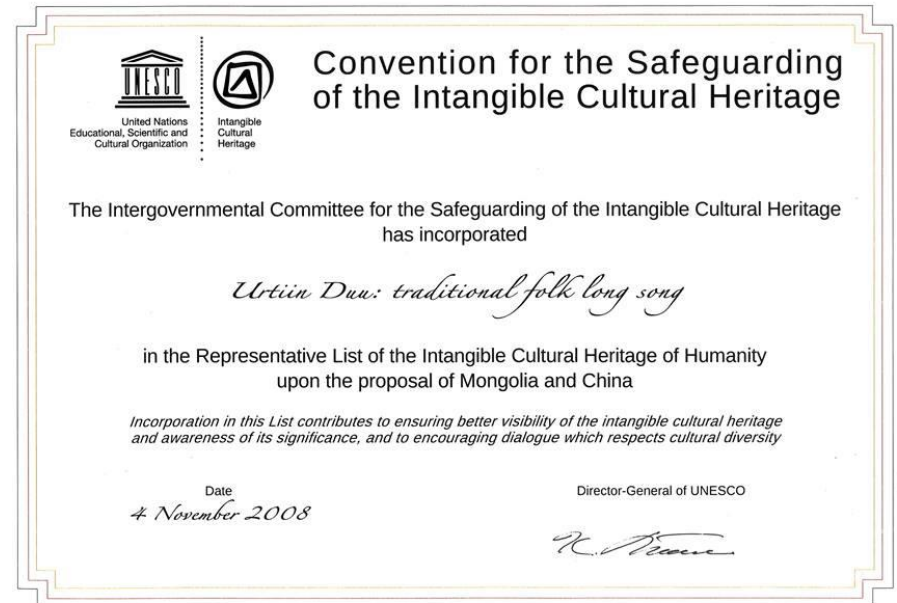 UNESCO
United Nations
Educational, Scientific and
Cultural Organization
Intangible
Cultural
Heritage
Convention for the Safeguarding
of the Intangible Cultural Heritage
The Intergovernmental Committee for the Safeguarding of the Intangible Cultural Heritage
has incorporated
Urtiin Duu: traditional folk long song
in the Representative List of the Intangible Cultural Heritage of Humanity
upon the proposal of Mongolia and China
Incorporation in this List contributes to ensuring better visibility of the intangible cultural heritage
and awareness of its significance, and to encouraging dialogue which respects cultural diversity
Date
4 November 2008
Director-General of UNESCO